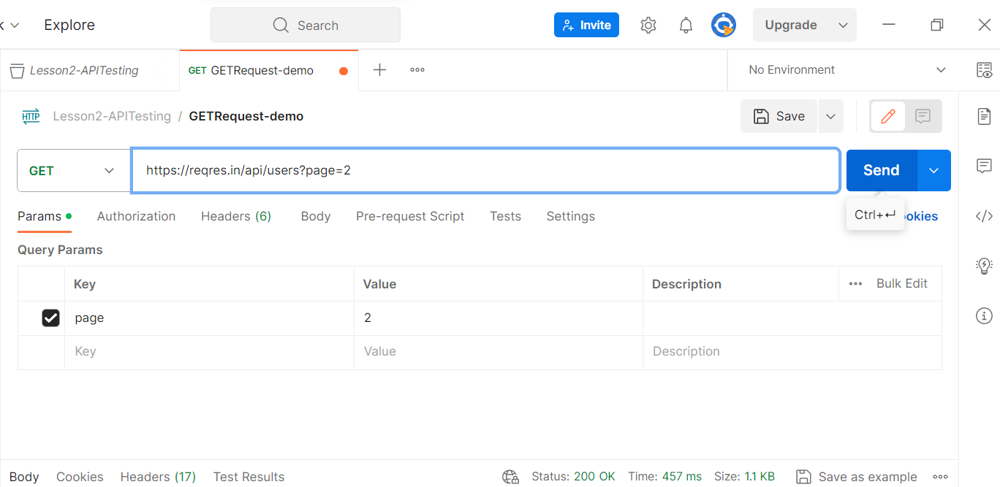 Explore
Search
Invite
Upgrade
Lesson2-APITesting
GET GETRequest-demo
No Environment
HTTP
Lesson2-APITesting / GETRequest-demo
Save
GET
https://reqres.in/api/users?page=2
Send
Params
Authorization
Headers (6)
Body
Pre-request Script
Tests
Settings
Ctrl+↵
Query Params
Key
Value
Description
Bulk Edit
page
2
Key
Value
Description
Body
Cookies
Headers (17)
Test Results
Status: 200 OK
Time: 457 ms
Size: 1.1 KB
Save as example